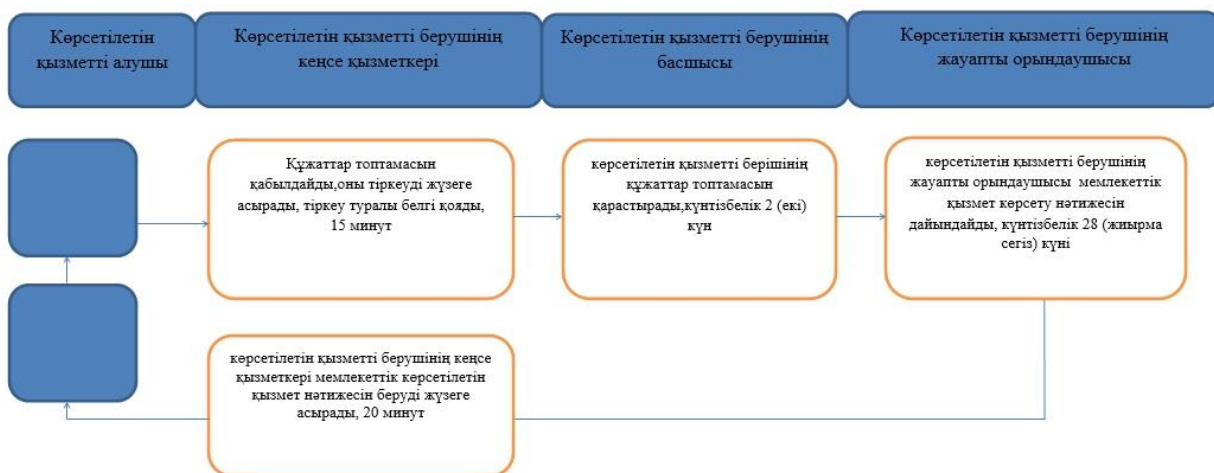 Көрсетілетін
қызметті алушы
Көрсетілетін қызметті берушінің
кеңсе қызметкері
Көрсетілетін қызметті берушінің
басшысы
Көрсетілетін қызметті берушінің
жауапты орындаушысы
Құжаттар топтамасын
қабылдайды,оны тіркеуді жүзеге
асырады, тіркеу туралы белгі қояды,
15 минут
көрсетілетін қызметті берішінің
құжаттар топтамасын
қарастырады,күнтізбелік 2 (екі)
күн
көрсетілетін қызметті берушінің
жауапты орындаушысы мемлекеттік
қызмет көрсету нәтижесін
дайындайды, күнтізбелік 28 (жиырма
сегіз) күні
көрсетілетін қызметті берушінің кеңсе
қызметкері мемлекеттік көрсетілетін
қызмет нәтижесін беруді жүзеге
асырады, 20 минут